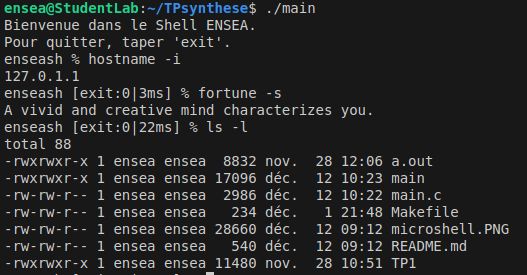 ensea@StudentLab:~/TPsynthese$ ./main
Bienvenue dans le Shell ENSEA.
Pour quitter, taper 'exit'.
enseash % hostname -i
127.0.1.1
enseash [exit:0|3ms] % fortune -s
A vivid and creative mind characterizes you.
enseash [exit:0|22ms] % ls -l
total 88
-rwxrwxr-x 1 ensea ensea  8832 nov.  28 12:06 a.out
-rwxrwxr-x 1 ensea ensea 17096 déc.  12 10:23 main
-rw-rw-r-- 1 ensea ensea  2986 déc.  12 10:22 main.c
-rw-rw-r-- 1 ensea ensea   234 déc.   1 21:48 Makefile
-rw-rw-r-- 1 ensea ensea 28660 déc.  12 09:12 microshell.PNG
-rw-rw-r-- 1 ensea ensea   540 déc.  12 09:12 README.md
-rwxrwxr-x 1 ensea ensea 11480 nov.  28 10:51 TP1